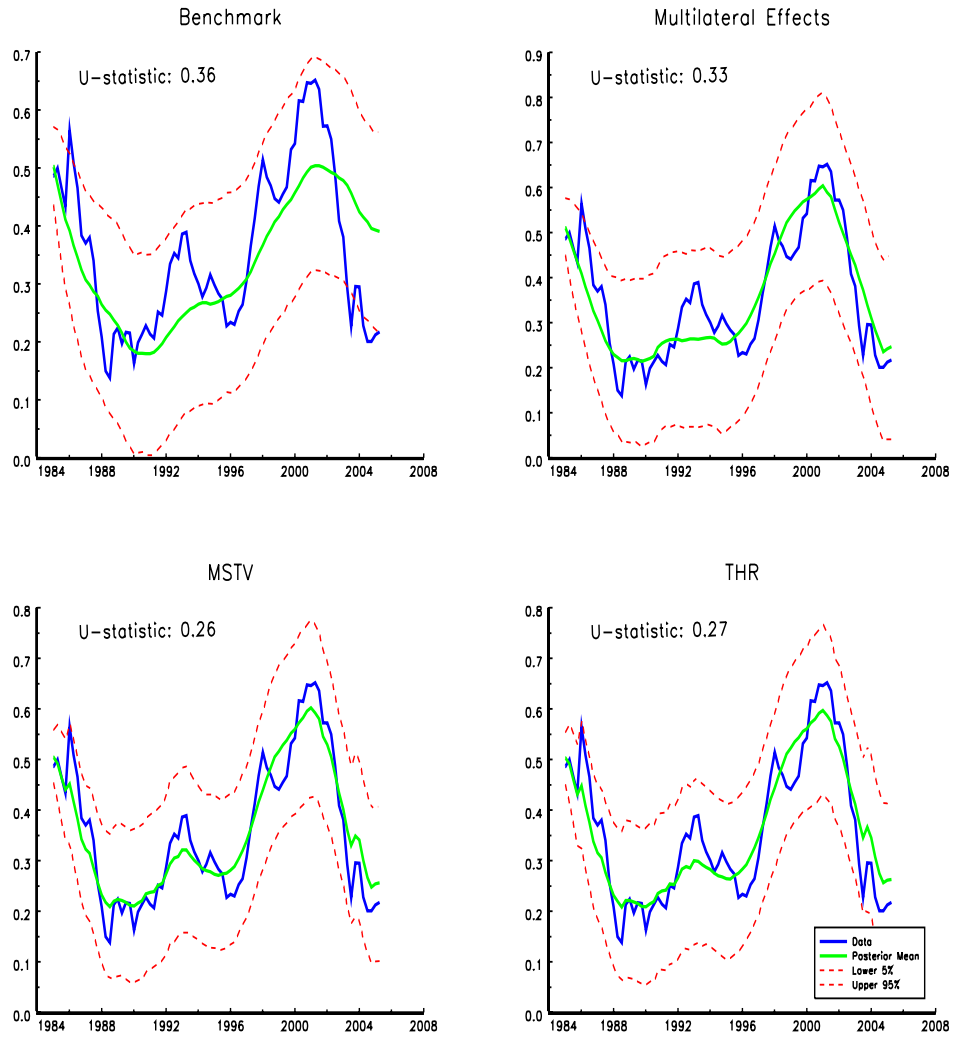 Benchmark
U-statistic: 0.36
0.7
0.6
0.5
0.4
0.3
0.2
0.1
0.0
1984 1988 1992 1996 2000 2004 2008
Multilateral Effects
U-statistic: 0.33
0.9
0.8
0.7
0.6
0.5
0.4
0.3
0.2
0.1
0.0
1984 1988 1992 1996 2000 2004 2008
MSTV
U-statistic: 0.26
0.8
0.7
0.6
0.5
0.4
0.3
0.2
0.1
0.0
1984 1988 1992 1996 2000 2004 2008
THR
U-statistic: 0.27
0.8
0.7
0.6
0.5
0.4
0.3
0.2
0.1
0.0
1984 1988 1992 1996 2000 2004 2008
Data
Posterior Mean
Lower 5%
Upper 95%